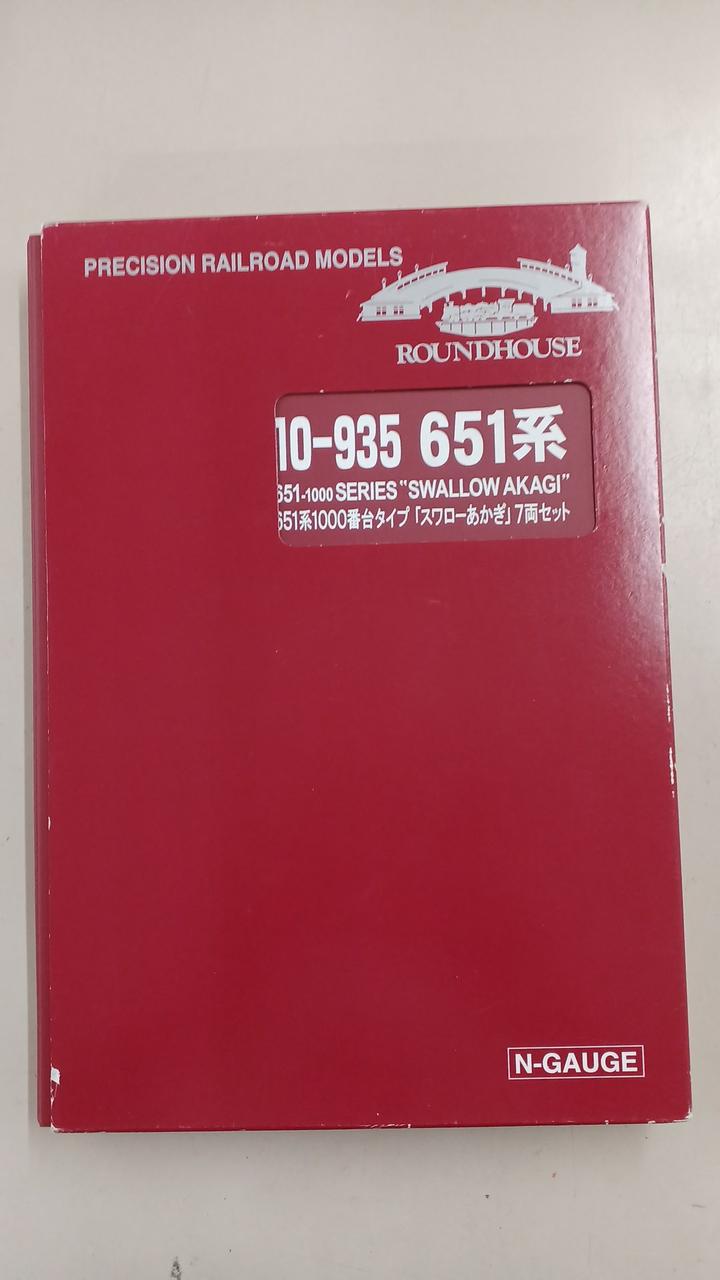 PRECISION RAILROAD MODELS
ROUNDHOUSE
10-935 651系
651-1000 SERIES "SWALLOW AKAGI"
651系1000番台タイプ「スワローあかぎ」7両セット
N-GAUGE